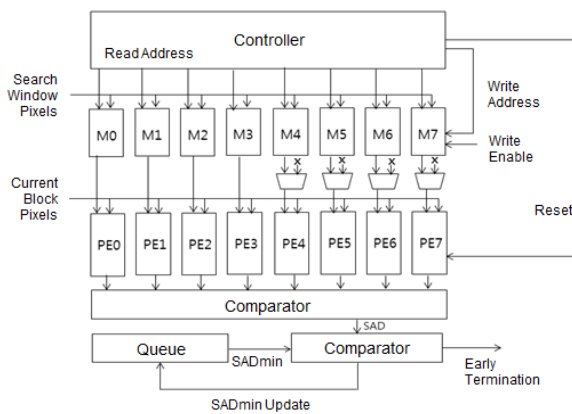 Controller
Read Address
Search
Window
Pixels
Write
Address
M0 M1 M2 M3 M4 M5 M6 M7
Write
Enable
x x x x
Current
Block
Pixels
Reset
PE0 PE1 PE2 PE3 PE4 PE5 PE6 PE7
Comparator
SAD
Queue
SADmin
Comparator
Early
Termination
SADmin Update